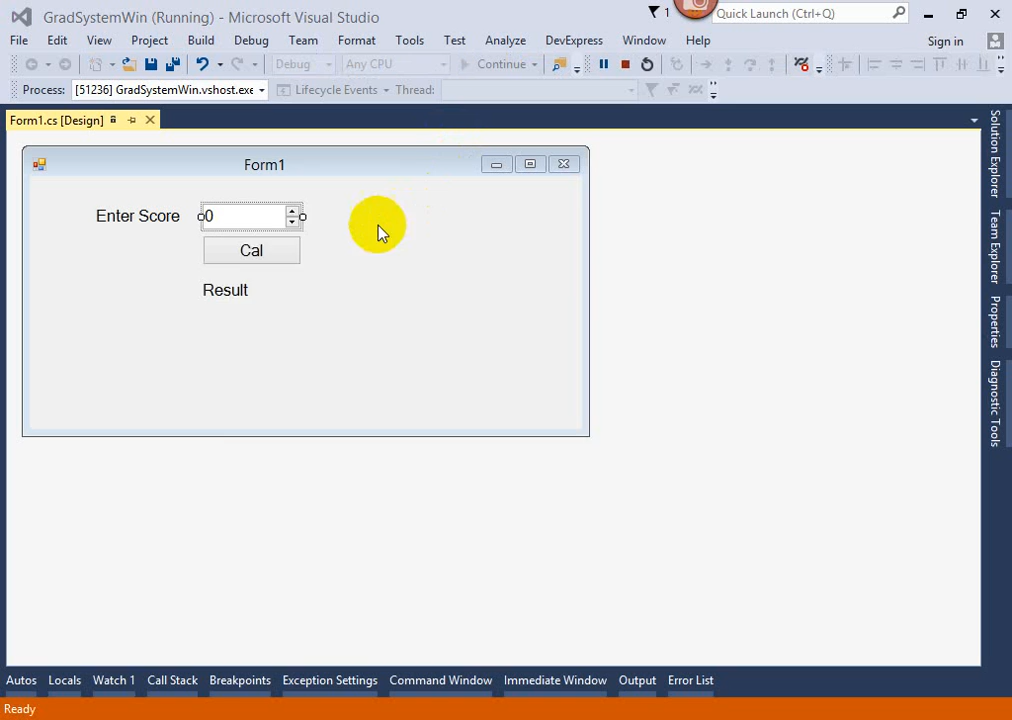 GradSystemWin (Running) - Microsoft Visual Studio
1
Quick Launch (Ctrl+Q)
File Edit View Project Build Debug Team Format Tools Test Analyze DevExpress Window Help
Sign in
Debug Any CPU Continue
Process: [51236] GradSystemWin.vshost.exe Lifecycle Events Thread:
Form1.cs [Design]
Form1
Enter Score 0
Cal
Result
Solution Explorer
Team Explorer
Properties
Diagnostic Tools
Autos Locals Watch 1 Call Stack Breakpoints Exception Settings Command Window Immediate Window Output Error List
Ready